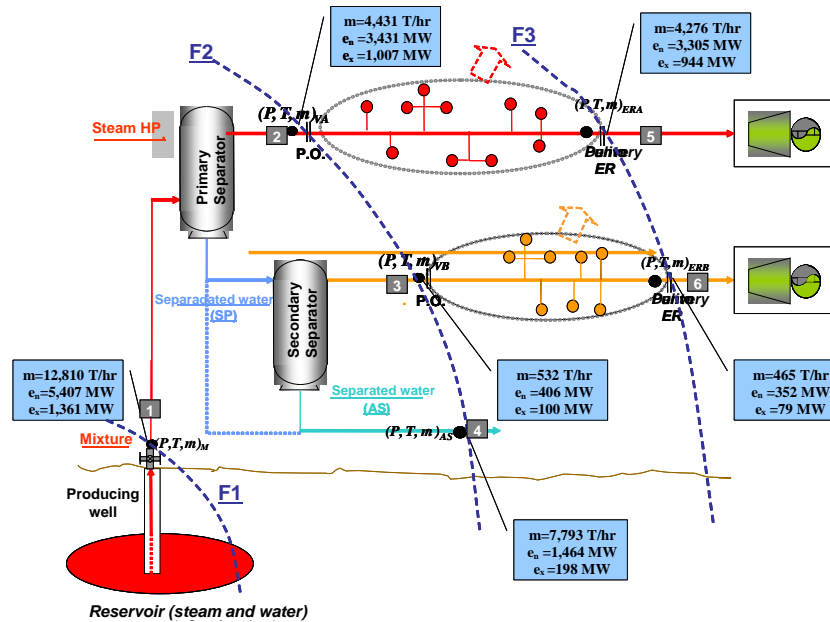 m=4,431 T/hr
eₙ =3,431 MW
eₓ =1,007 MW
F2
F3
m=4,276 T/hr
eₙ =3,305 MW
eₓ =944 MW
Steam HP
2
(P, T, m)VA
P.O.
(P,T,m)ERA
Delivery
ER
5
Primary
Separator
Separadated water
(SP)
Secondary
Separator
3
(P, T, m)VB
P.O.
(P,T,m)ERB
6
Delivery
ER
m=12,810 T/hr
eₙ=5,407 MW
eₓ=1,361 MW
1
Mixture
(P,T,m)M
Separated water
(AS)
(P, T, m)AS
4
m=532 T/hr
eₙ =406 MW
eₓ =100 MW
m=465 T/hr
eₙ =352 MW
eₓ =79 MW
Producing
well
F1
m=7,793 T/hr
eₙ =1,464 MW
eₓ =198 MW
Reservoir (steam and water)